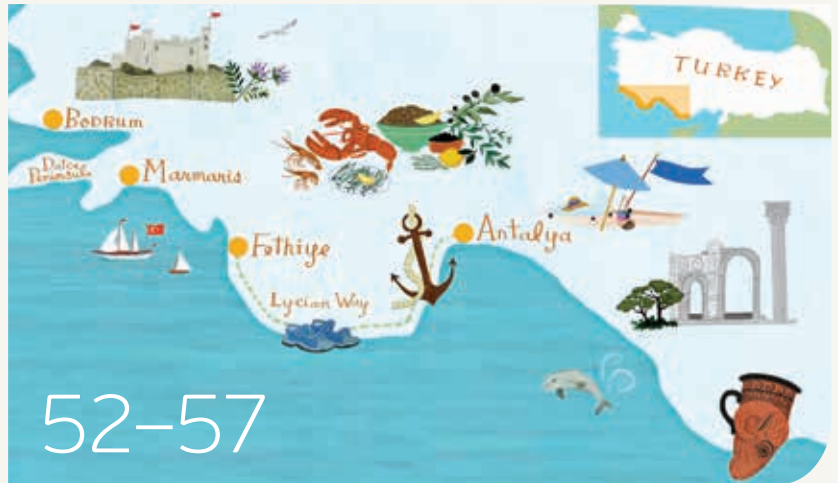 TURKEY
BODRUM
Datça
Peninsula
Marmaris
Fethiye
Antalya
Lycian Way
52–57